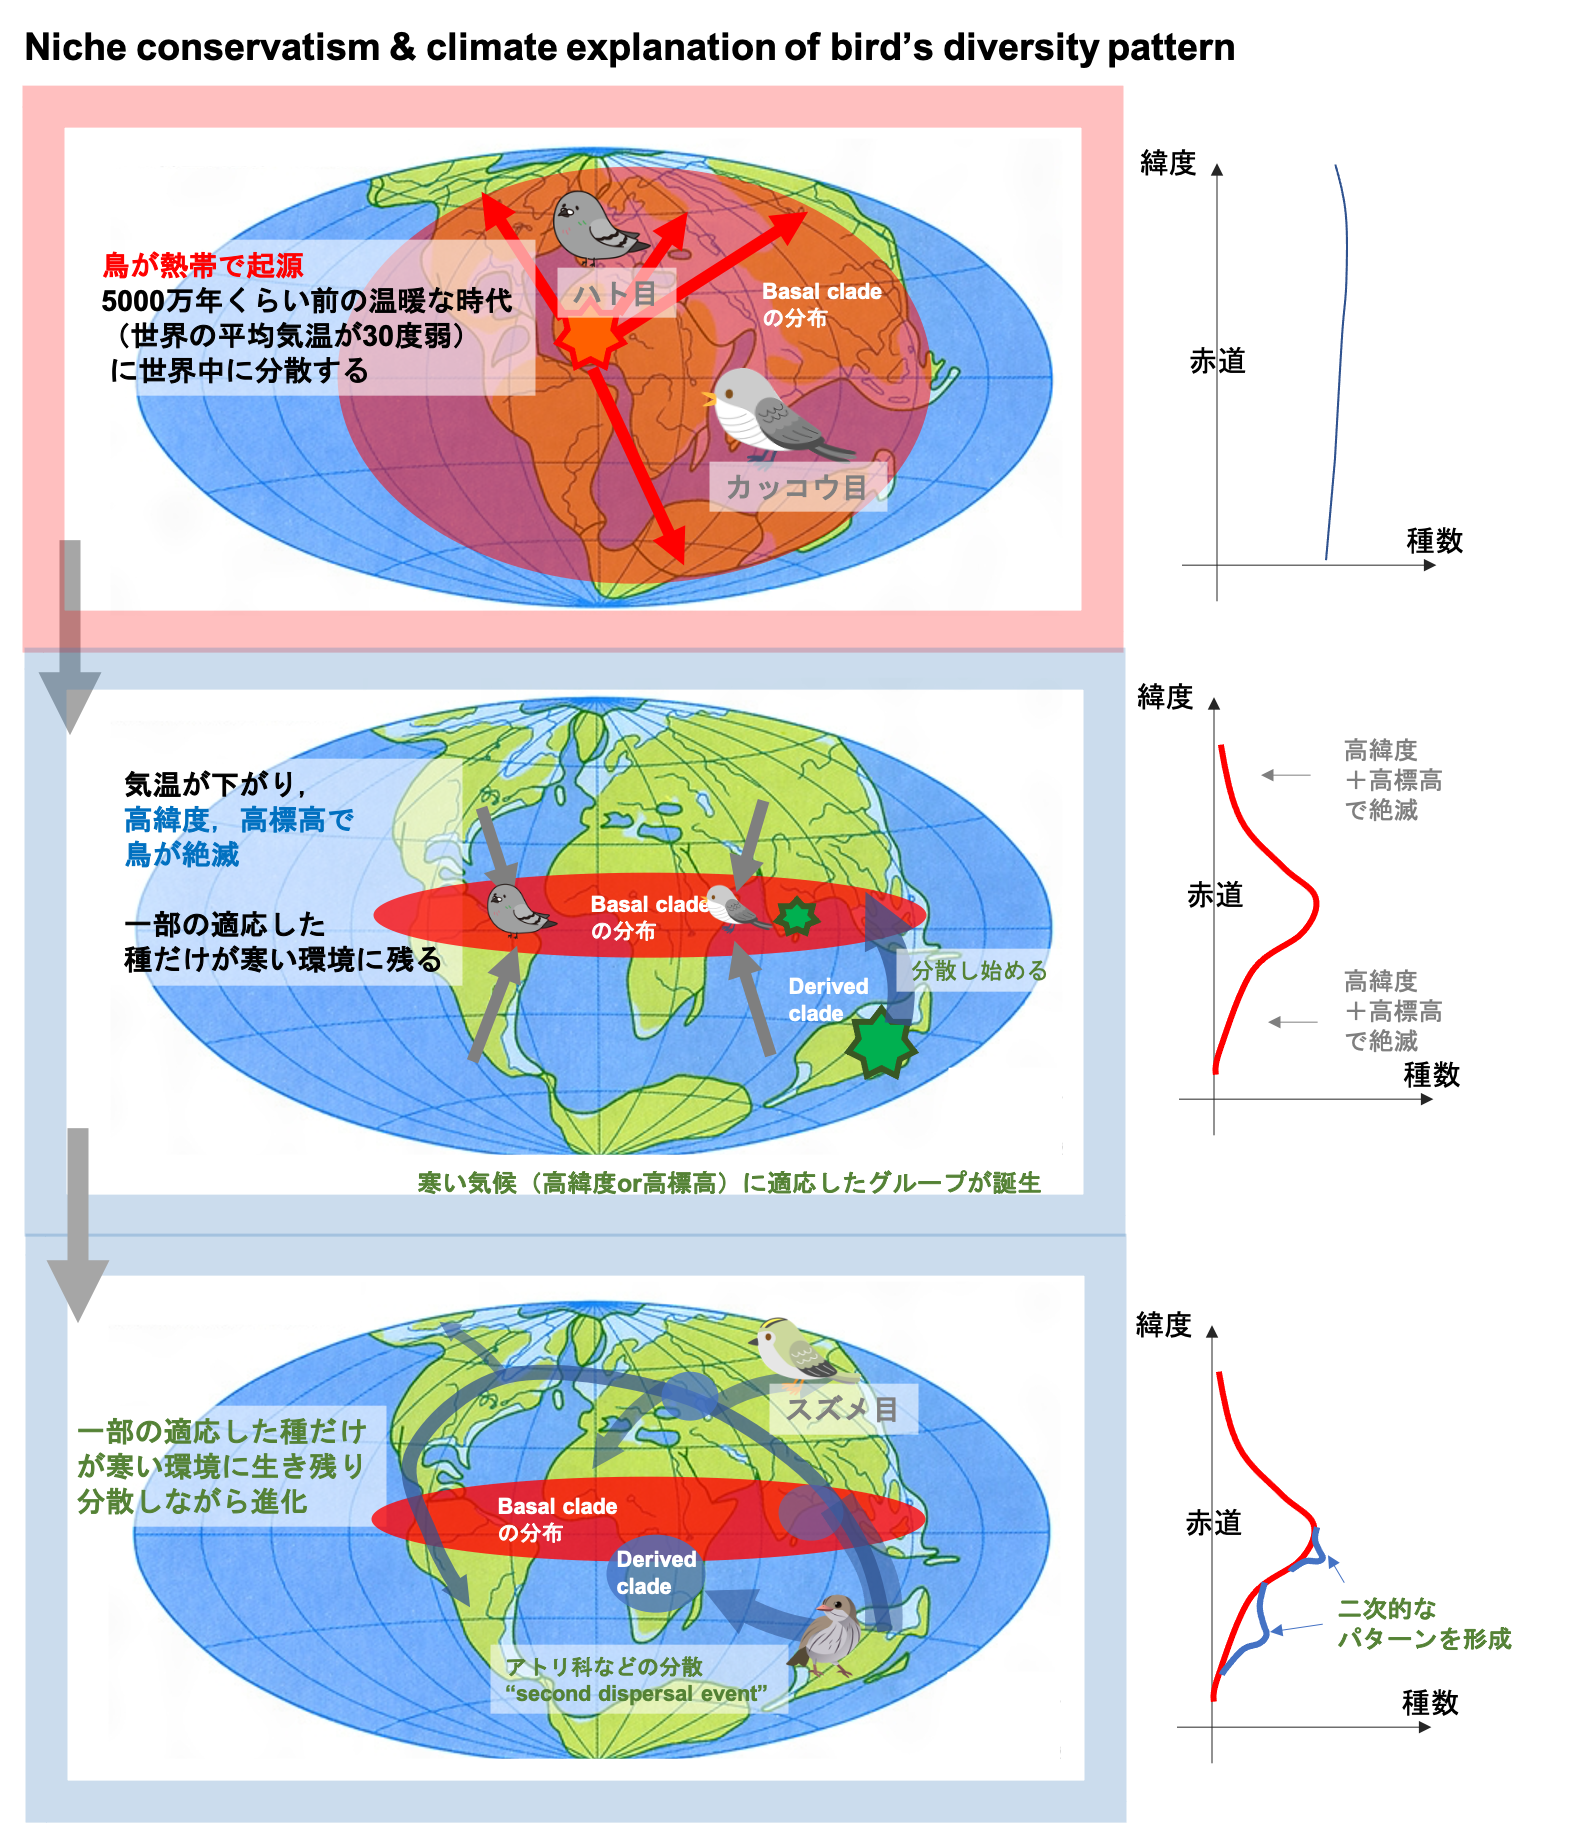 Niche conservatism & climate explanation of bird’s diversity pattern
鳥が熱帯で起源
5000万年くらい前の温暖な時代
（世界の平均気温が30度弱）
に世界中に分散する
ハト目
Basal clade
の分布
カッコウ目
緯度
赤道
種数
気温が下がり，
高緯度，高標高で
鳥が絶滅
一部の適応した
種だけが寒い環境に残る
Basal clade
の分布
Derived
clade
分散し始める
寒い気候（高緯度or高標高）に適応したグループが誕生
緯度
高緯度
＋高標高
で絶滅
赤道
高緯度
＋高標高
で絶滅
種数
スズメ目
一部の適応した種だけ
が寒い環境に生き残り
分散しながら進化
Basal clade
の分布
Derived
clade
アトリ科などの分散
“second dispersal event”
緯度
赤道
二次的な
パターンを形成
種数